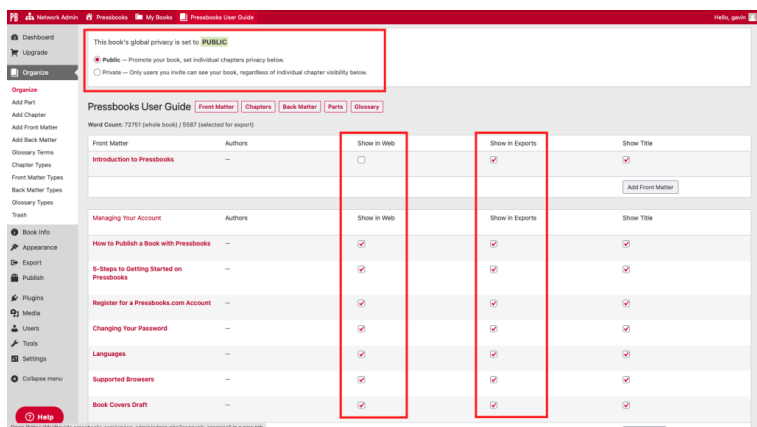 Network Admin Pressbooks My Books Pressbooks User Guide Hello, gavin
Dashboard
Upgrade
Organize
Organize
Add Part
Add Chapter
Add Front Matter
Add Back Matter
Glossary Terms
Chapter Types
Front Matter Types
Back Matter Types
Glossary Types
Trash
Book Info
Appearance
Export
Publish
Plugins
Media
Users
Tools
Settings
Collapse menu
Help
This book's global privacy is set to PUBLIC
Public — Promote your book, set individual chapters privacy below.
Private — Only users you invite can see your book, regardless of individual chapter visibility below.
Pressbooks User Guide Front Matter Chapters Back Matter Parts Glossary
Word Count: 72751 (whole book) / 5587 (selected for export)
Front Matter Authors Show in Web Show in Exports Show Title
Introduction to Pressbooks —
Add Front Matter
Managing Your Account Authors Show in Web Show in Exports Show Title
How to Publish a Book with Pressbooks —
5-Steps to Getting Started on
Pressbooks —
Register for a Pressbooks.com Account —
Changing Your Password —
Languages —
Supported Browsers —
Book Covers Draft —